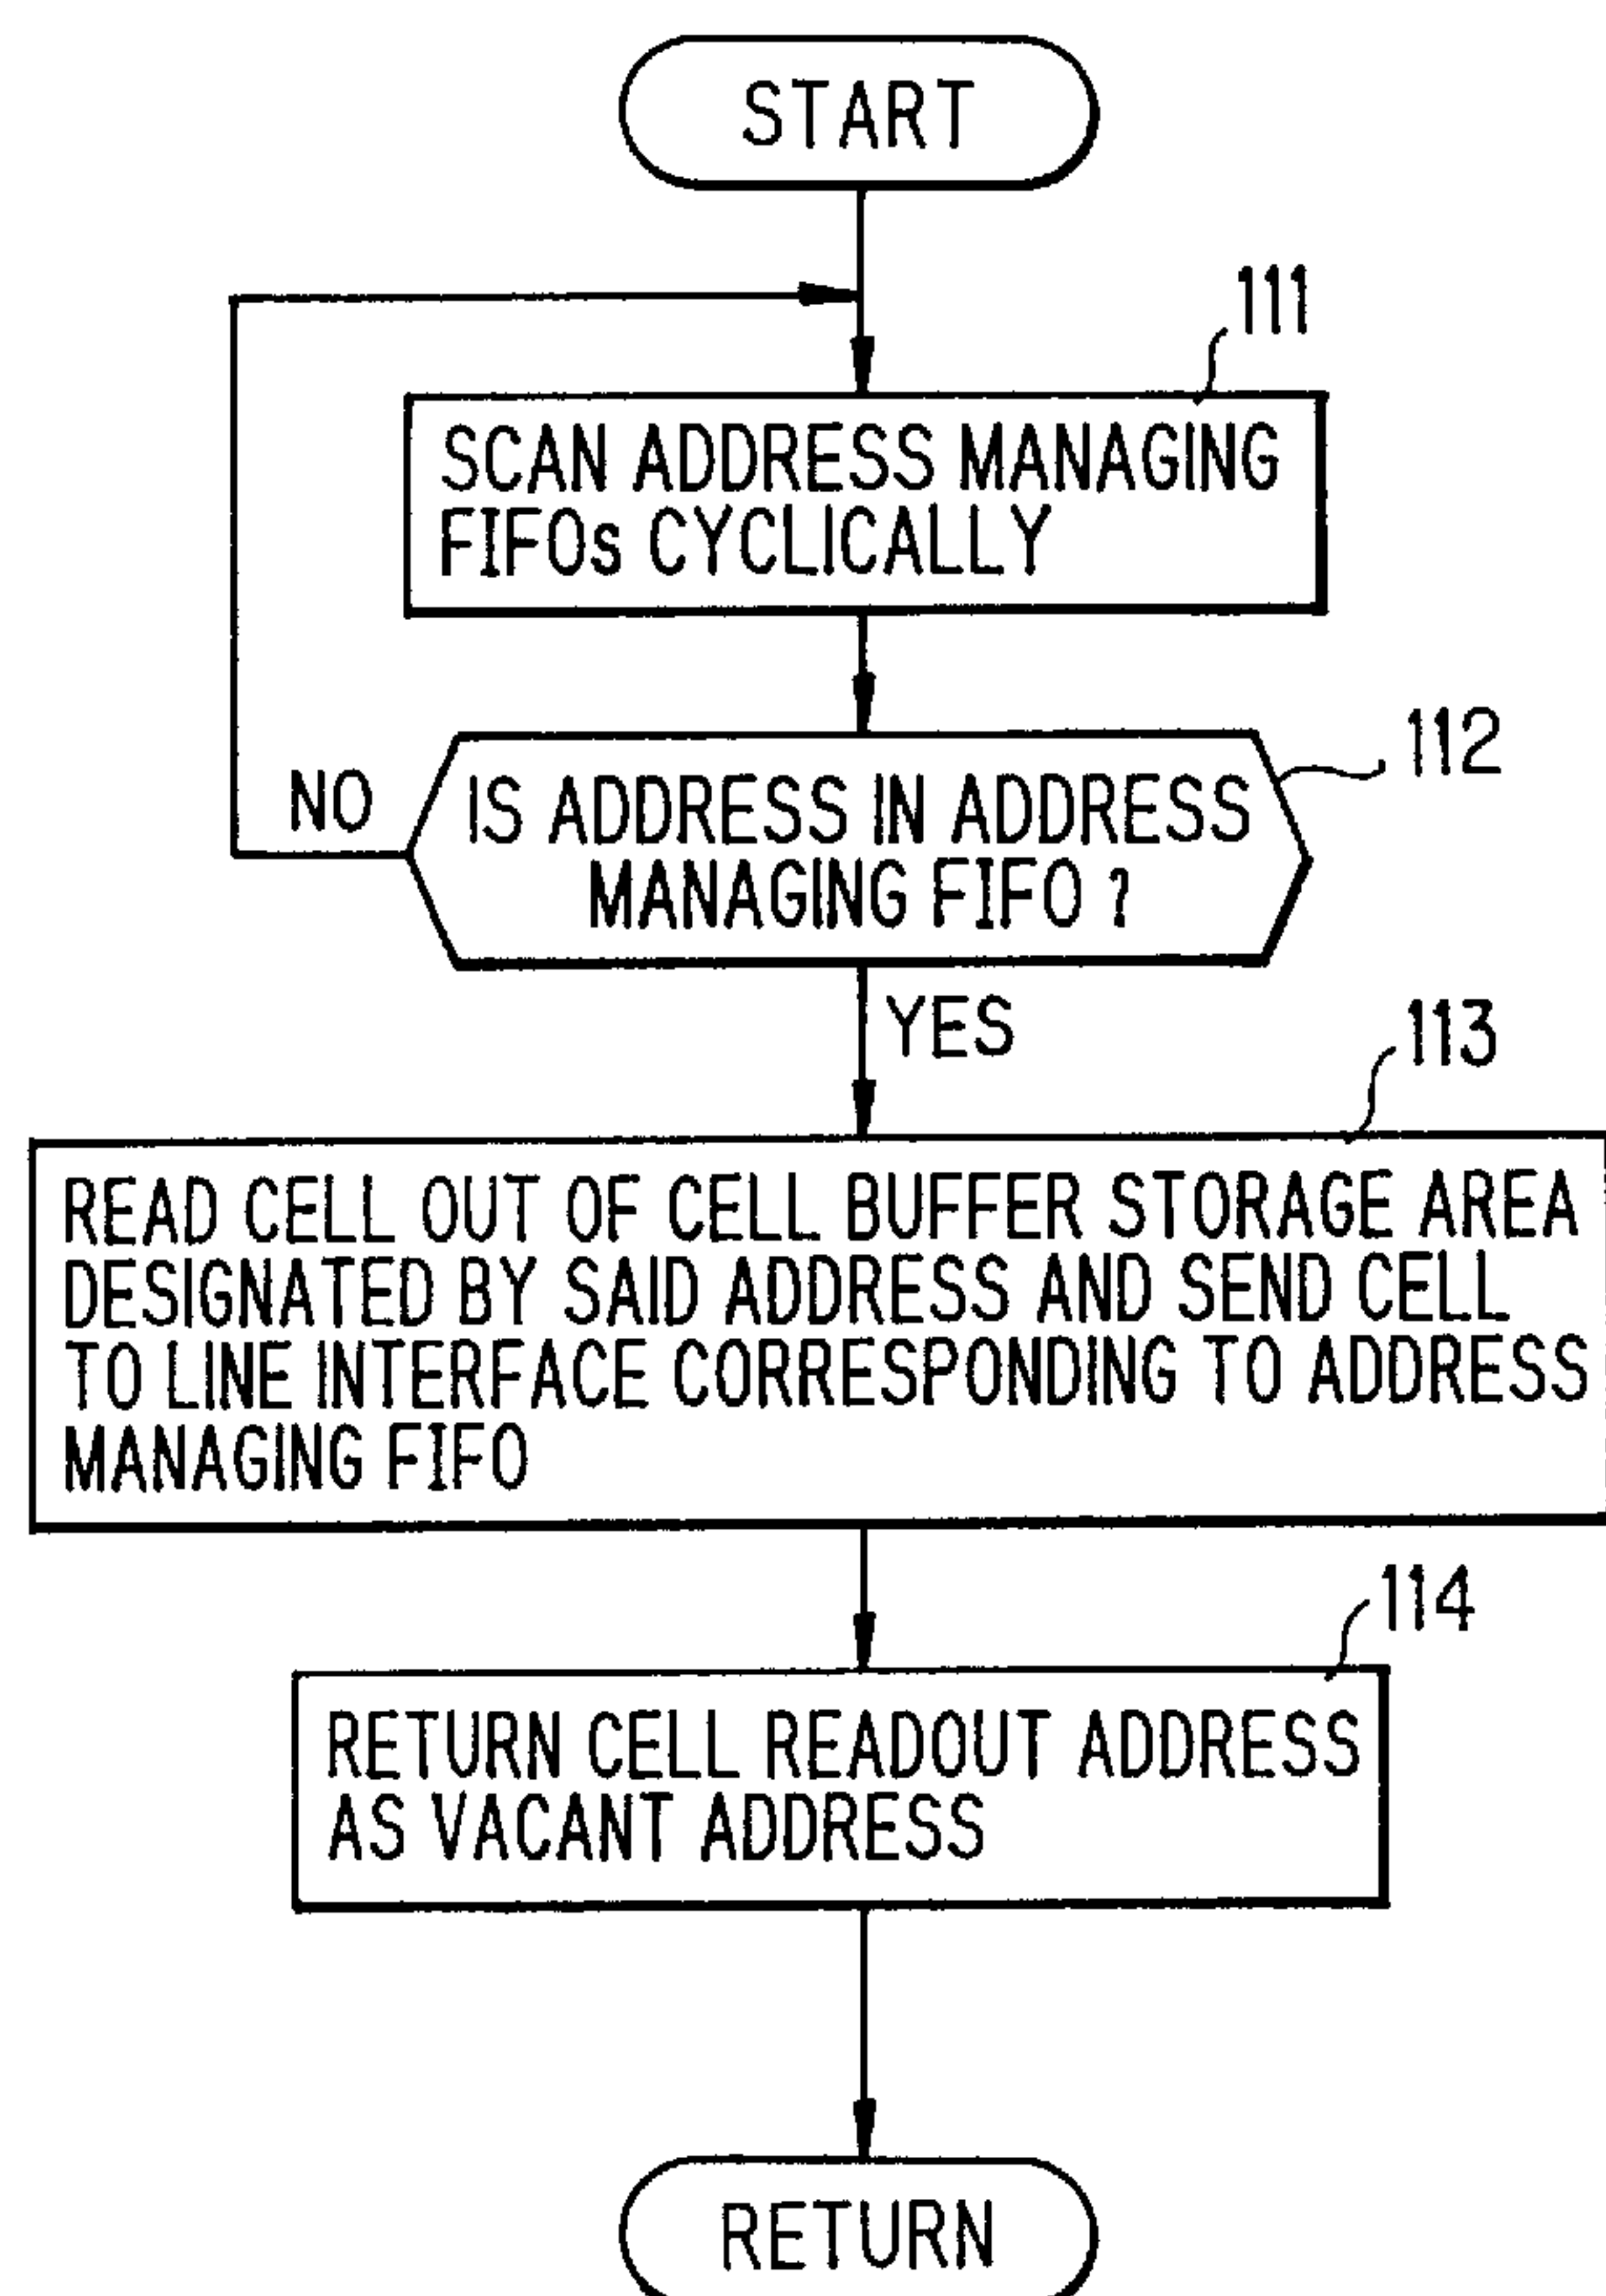 START
111
SCAN ADDRESS MANAGING
FIFOs CYCLICALLY
112
NO
IS ADDRESS IN ADDRESS
MANAGING FIFO ?
YES
113
READ CELL OUT OF CELL BUFFER STORAGE AREA
DESIGNATED BY SAID ADDRESS AND SEND CELL
TO LINE INTERFACE CORRESPONDING TO ADDRESS
MANAGING FIFO
114
RETURN CELL READOUT ADDRESS
AS VACANT ADDRESS
RETURN